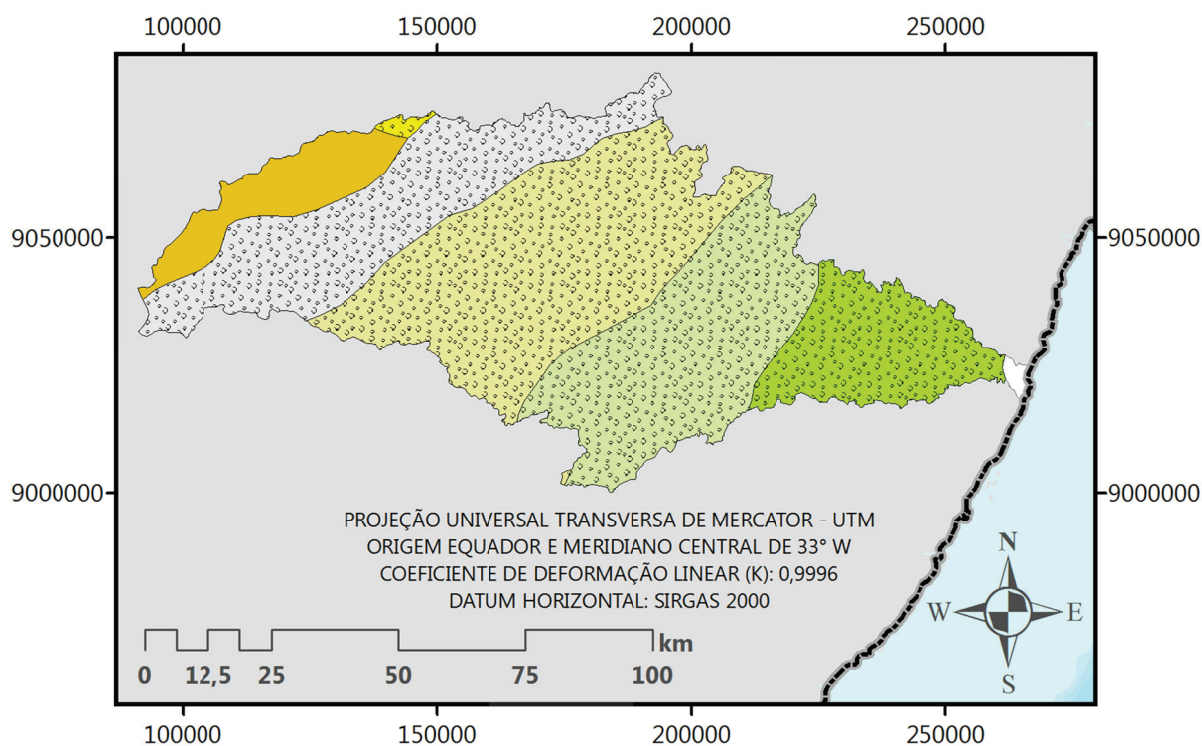 100000 150000 200000 250000
9050000 9050000
9000000 9000000
PROJEÇÃO UNIVERSAL TRANSVERSA DE MERCATOR - UTM
ORIGEM EQUADOR E MERIDIANO CENTRAL DE 33° W
COEFICIENTE DE DEFORMAÇÃO LINEAR (K): 0,9996
DATUM HORIZONTAL: SIRGAS 2000
N
W E
S
km
0 12,5 25 50 75 100
100000 150000 200000 250000